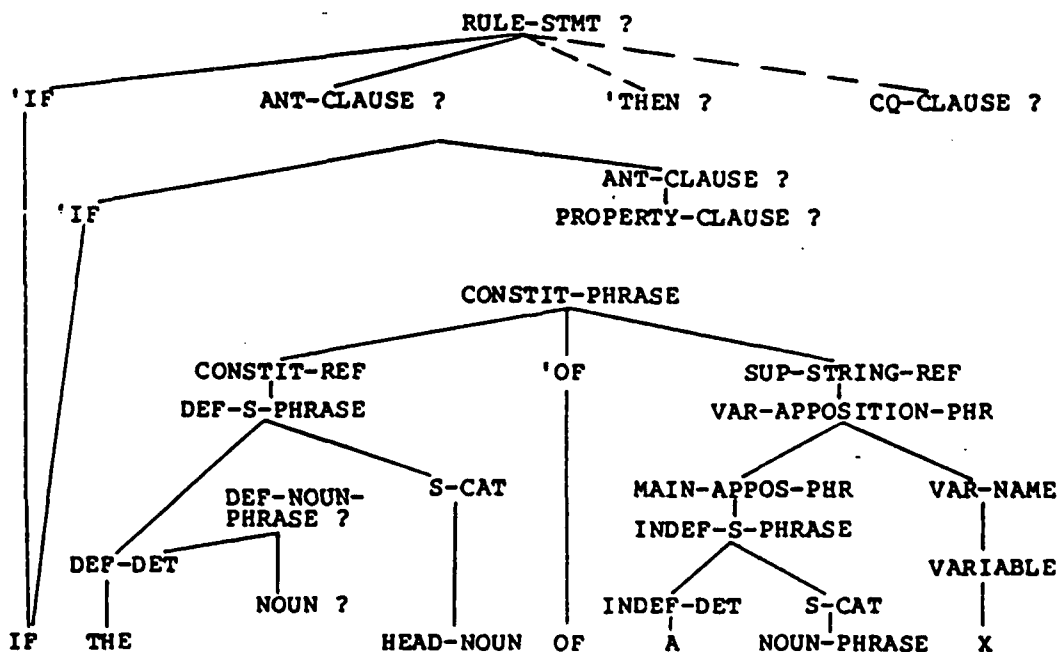 RULE-STMT ?
'IF ANT-CLAUSE ? 'THEN ? CQ-CLAUSE ?
ANT-CLAUSE ?
'IF PROPERTY-CLAUSE ?
CONSTIT-PHRASE
CONSTIT-REF 'OF SUP-STRING-REF
DEF-S-PHRASE VAR-APPOSITION-PHR
DEF-NOUN- S-CAT MAIN-APPOS-PHR VAR-NAME
PHRASE ? INDEF-S-PHRASE
DEF-DET VARIABLE
NOUN ? INDEF-DET S-CAT
IF THE HEAD-NOUN OF A NOUN-PHRASE X